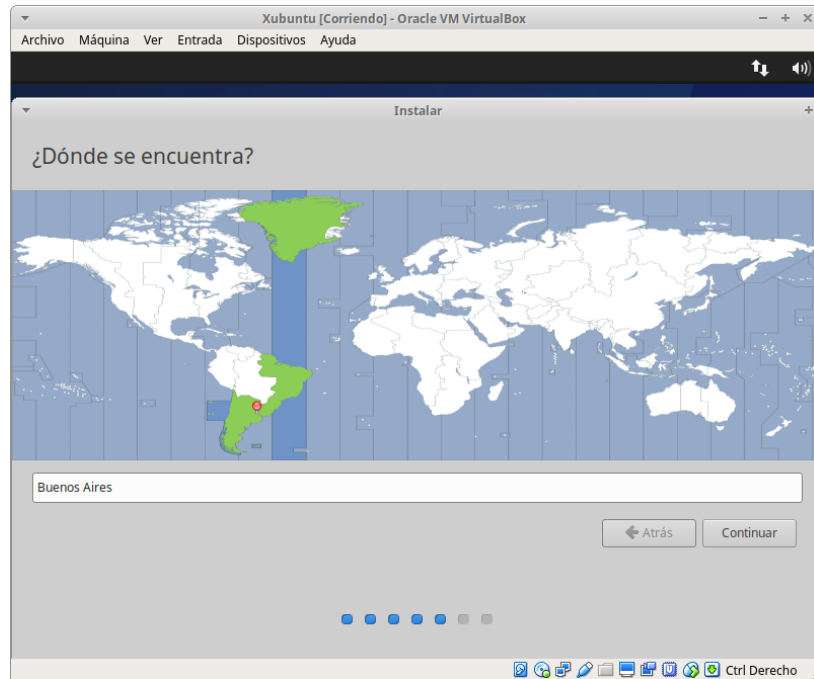 Xubuntu [Corriendo] - Oracle VM VirtualBox
Archivo Máquina Ver Entrada Dispositivos Ayuda
Instalar
¿Dónde se encuentra?
Buenos Aires
Atrás Continuar
Ctrl Derecho